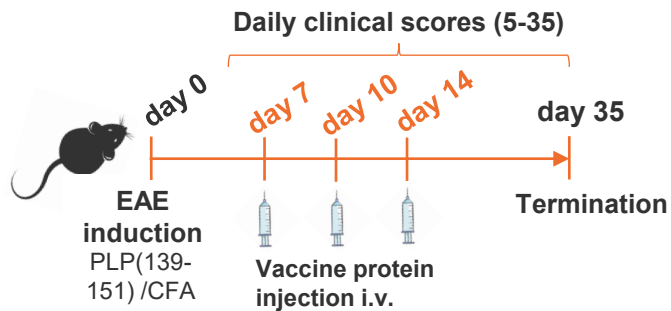 Daily clinical scores (5-35)
day 0
day 7
day 10
day 14
day 35
EAE
induction
PLP(139-
151) /CFA
Vaccine protein
injection i.v.
Termination